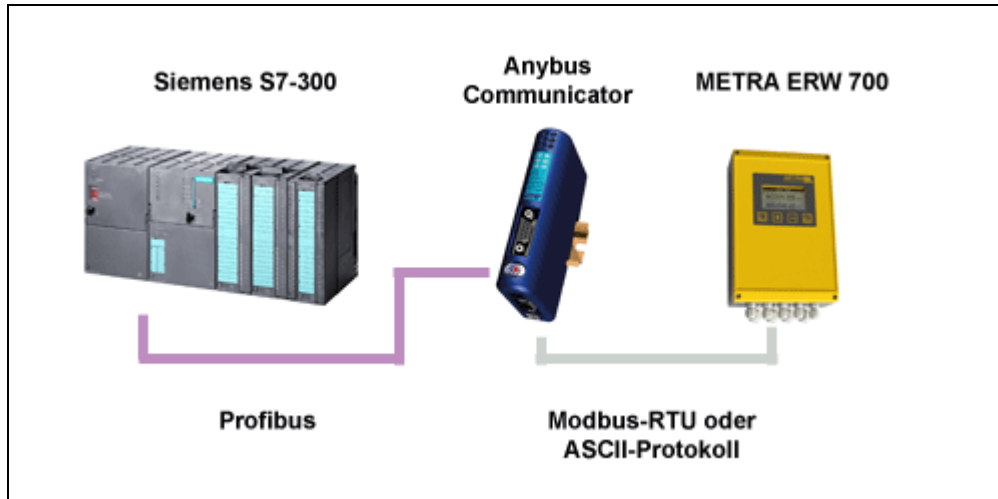 Siemens S7-300
Anybus
Communicator
METRA ERW 700
Profibus
Modbus-RTU oder
ASCII-Protokoll